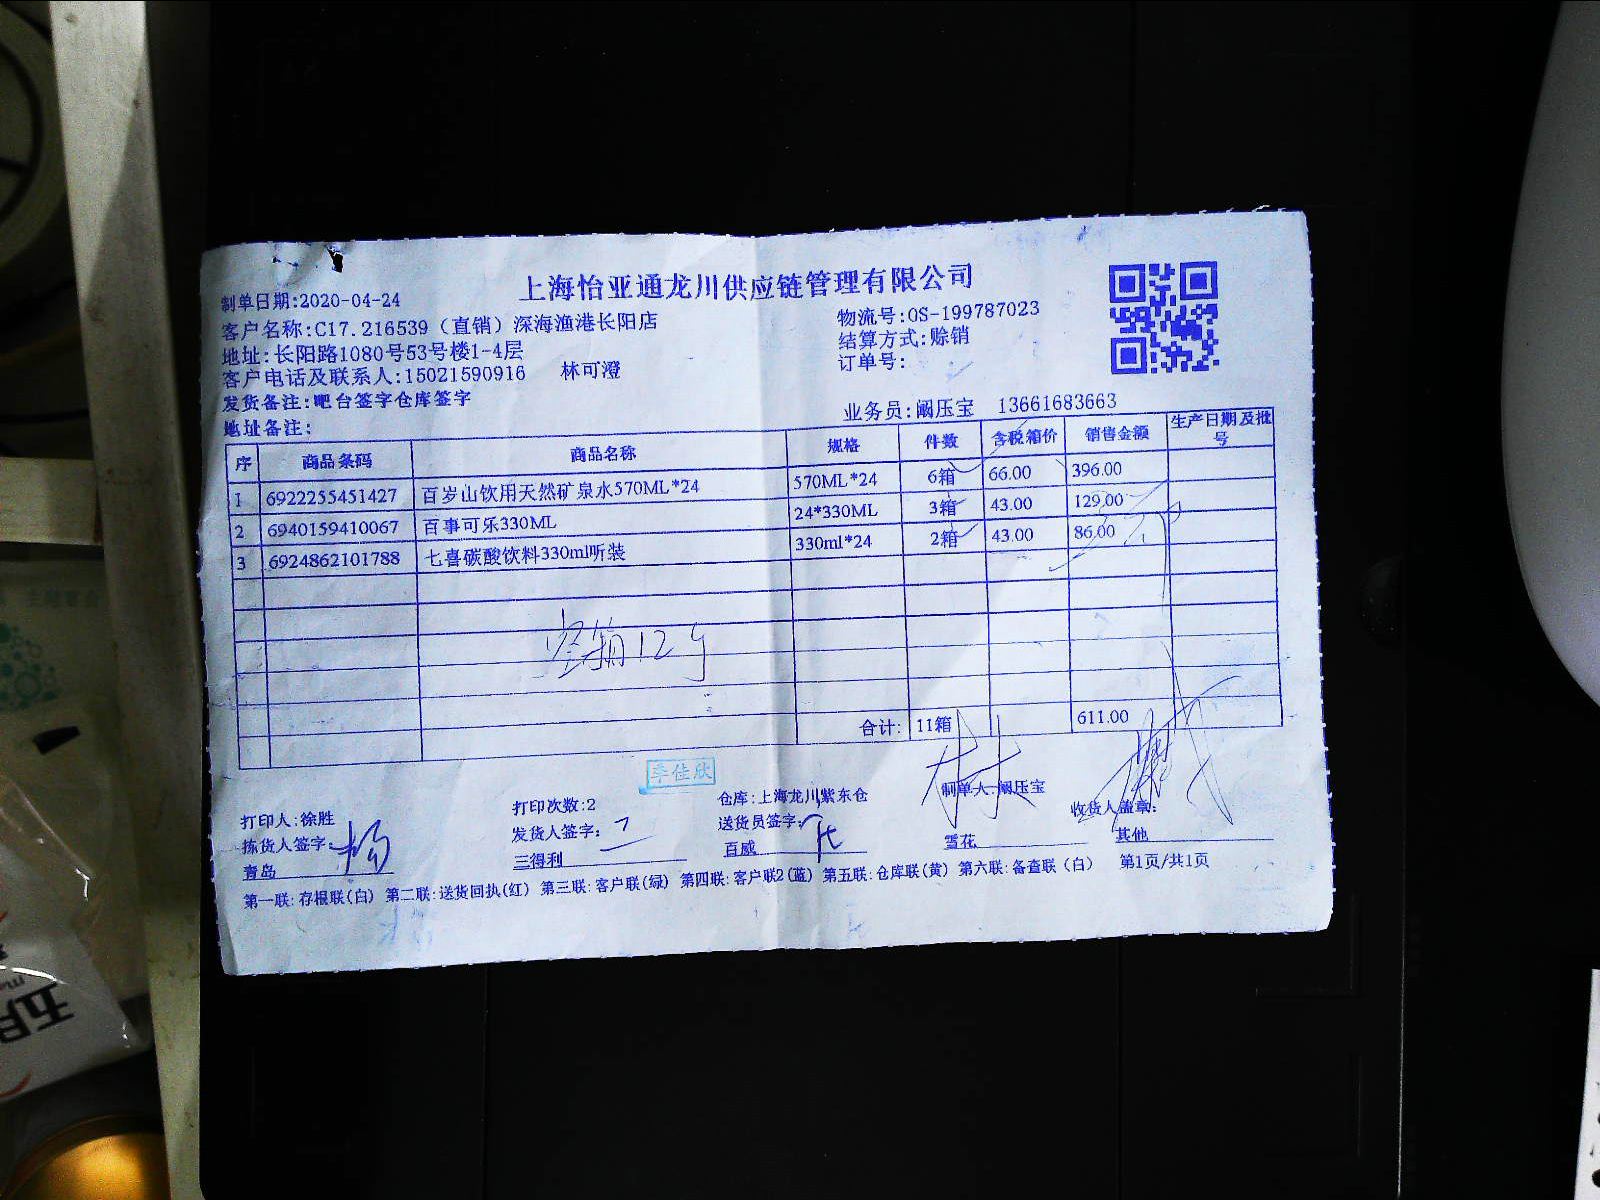 上海怡亚通龙川供应链管理有限公司
制单日期:2020-04-24
物流号:OS-199787023
客户名称:C17.216539（直销）深海渔港长阳店
结算方式:赊销
地址:长阳路1080号53号楼1-4层
订单号:
客户电话及联系人:15021590916 林可澄
发货备注:吧台签字仓库签字
业务员:阚压宝 13661683663
地址备注:
序 商品条码 商品名称 规格 件数 含税箱价 销售金额 生产日期及批号
1 6922255451427 百岁山饮用天然矿泉水570ML*24 570ML*24 6箱 66.00 396.00
2 6940159410067 百事可乐330ML 24*330ML 3箱 43.00 129.00
3 6924862101788 七喜碳酸饮料330ml听装 330ml*24 2箱 43.00 86.00
空箱12个
合计: 11箱 611.00
李佳欣
打印人:徐胜 打印次数:2 仓库:上海龙川紫东仓 制单人:阚压宝 收货人盖章:
拣货人签字: 杨 发货人签字: 送货员签字:
青岛 三得利 百威 雪花 其他
第一联:存根联(白) 第二联:送货回执(红) 第三联:客户联(绿) 第四联:客户联2(蓝) 第五联:仓库联(黄) 第六联:备查联(白) 第1页/共1页
五月